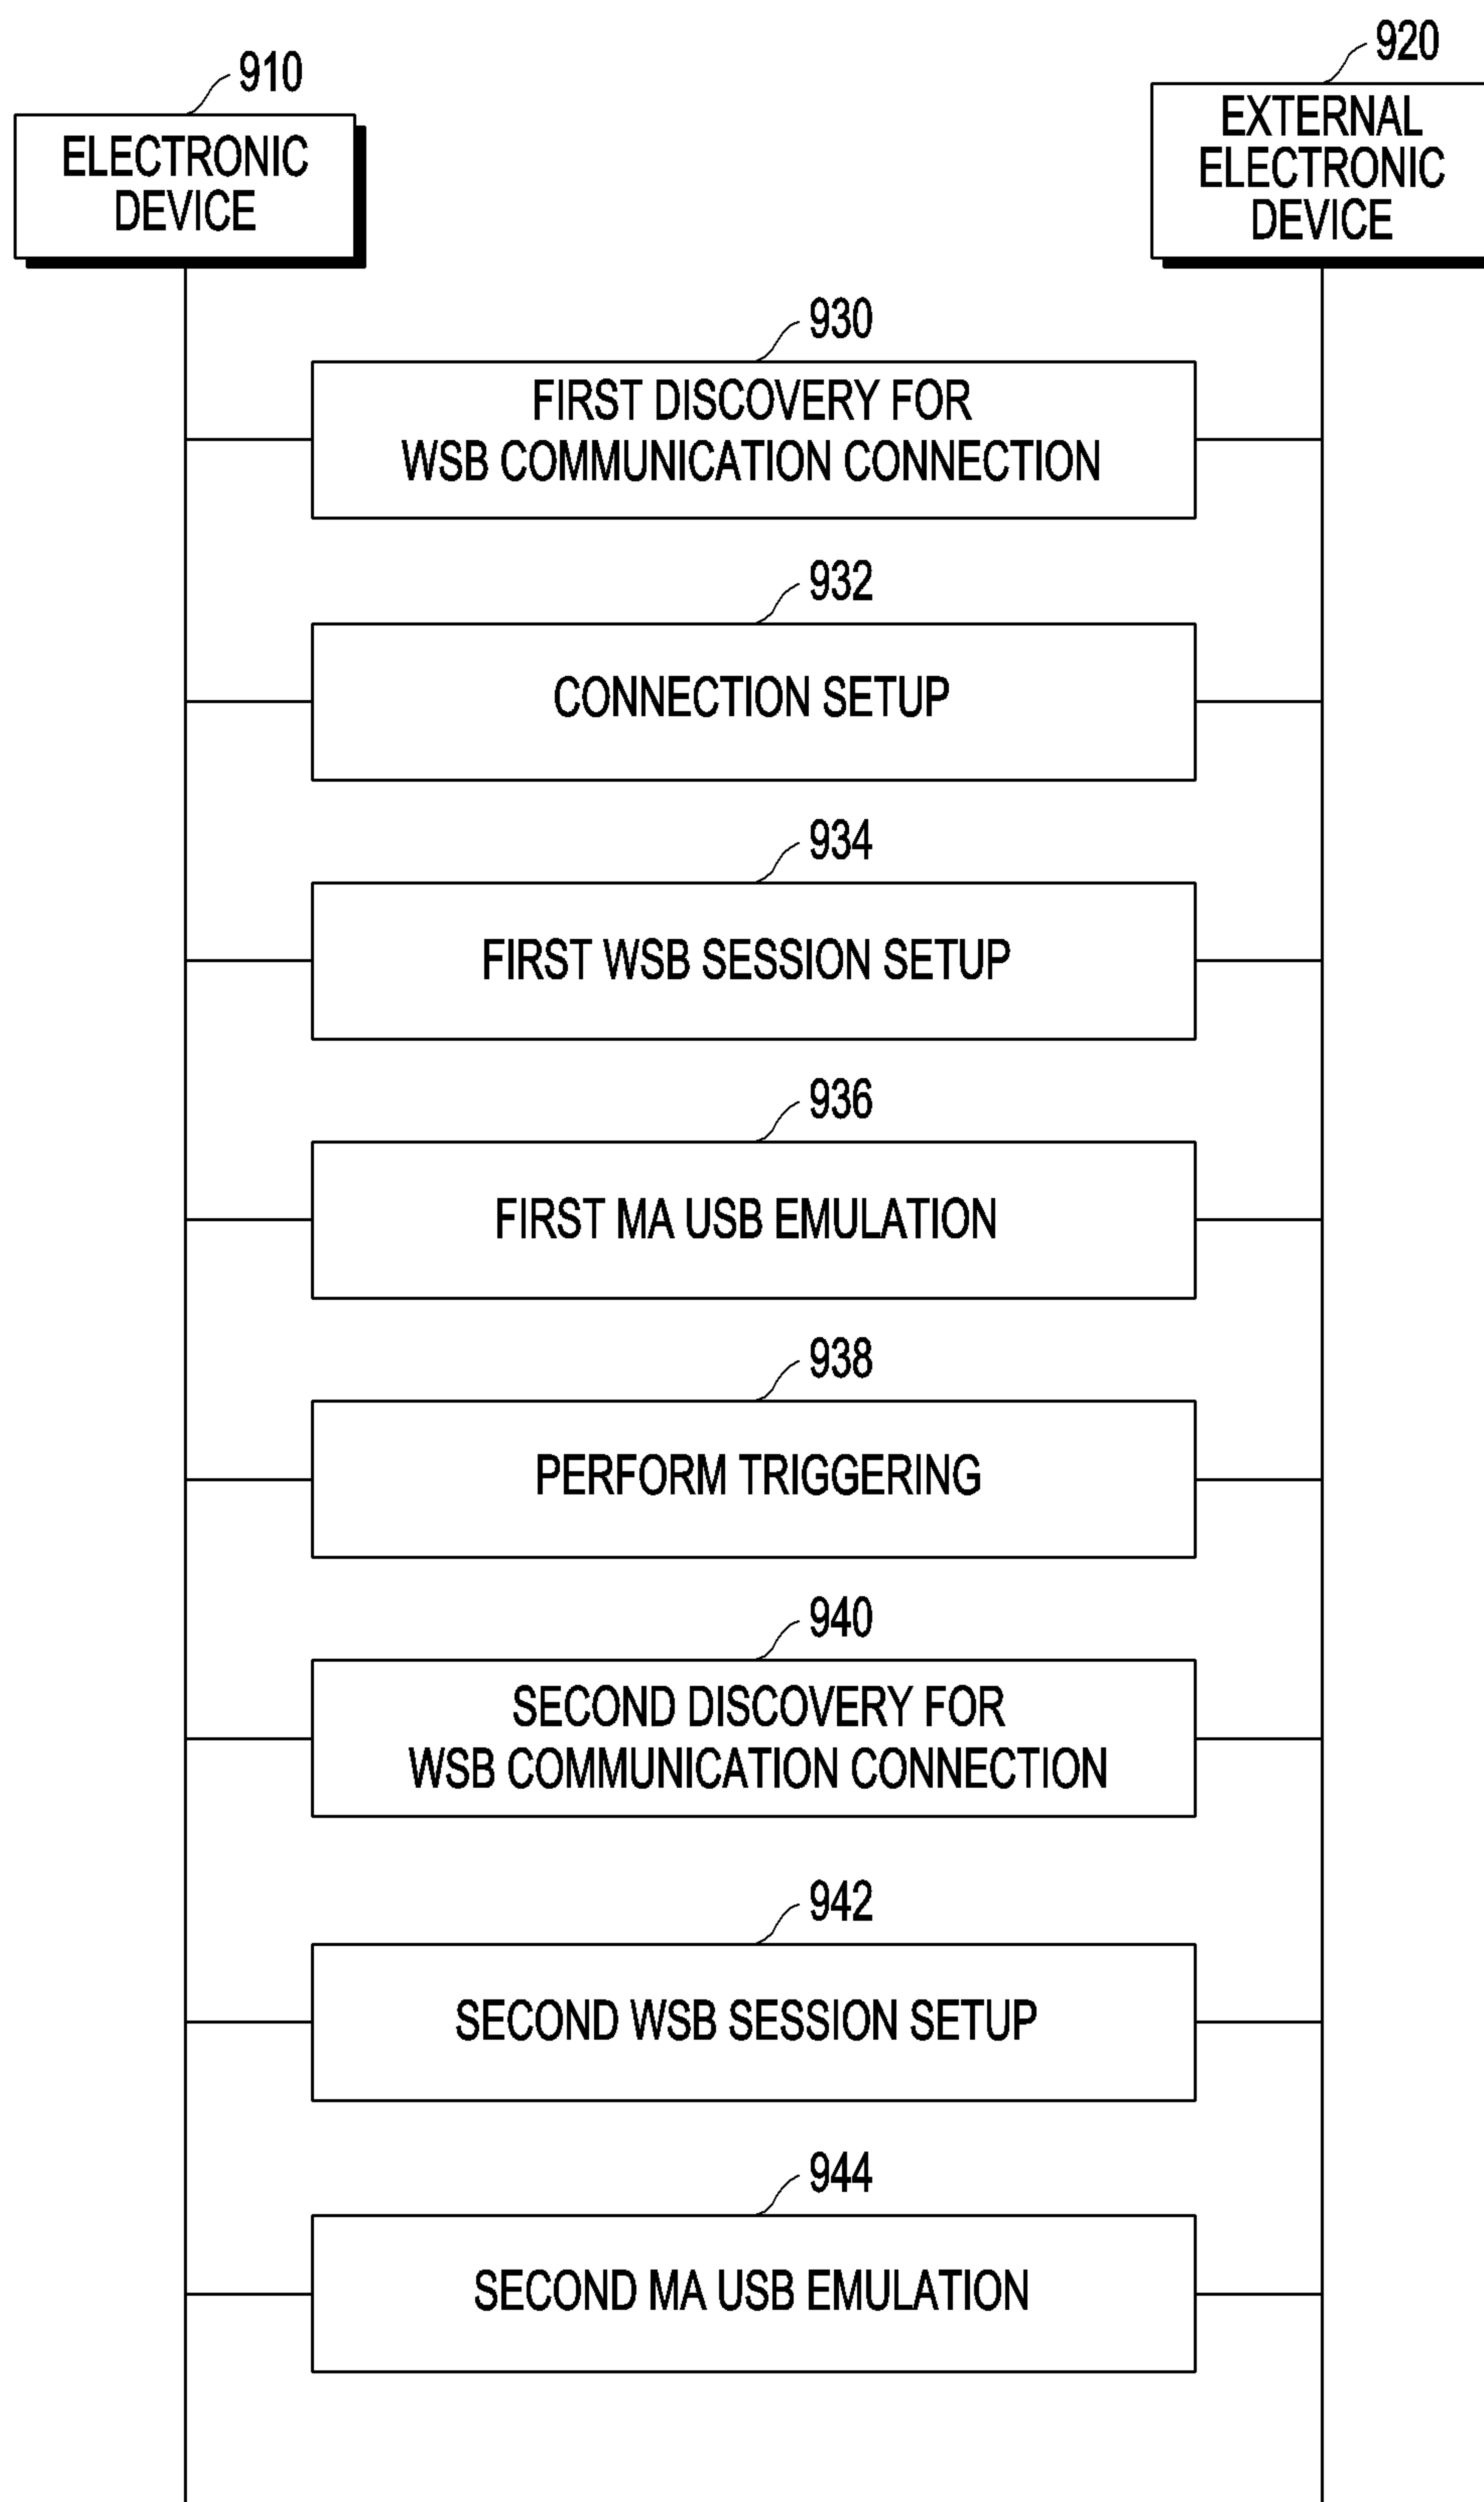 910
ELECTRONIC
DEVICE
920
EXTERNAL
ELECTRONIC
DEVICE
930
FIRST DISCOVERY FOR
WSB COMMUNICATION CONNECTION
932
CONNECTION SETUP
934
FIRST WSB SESSION SETUP
936
FIRST MA USB EMULATION
938
PERFORM TRIGGERING
940
SECOND DISCOVERY FOR
WSB COMMUNICATION CONNECTION
942
SECOND WSB SESSION SETUP
944
SECOND MA USB EMULATION